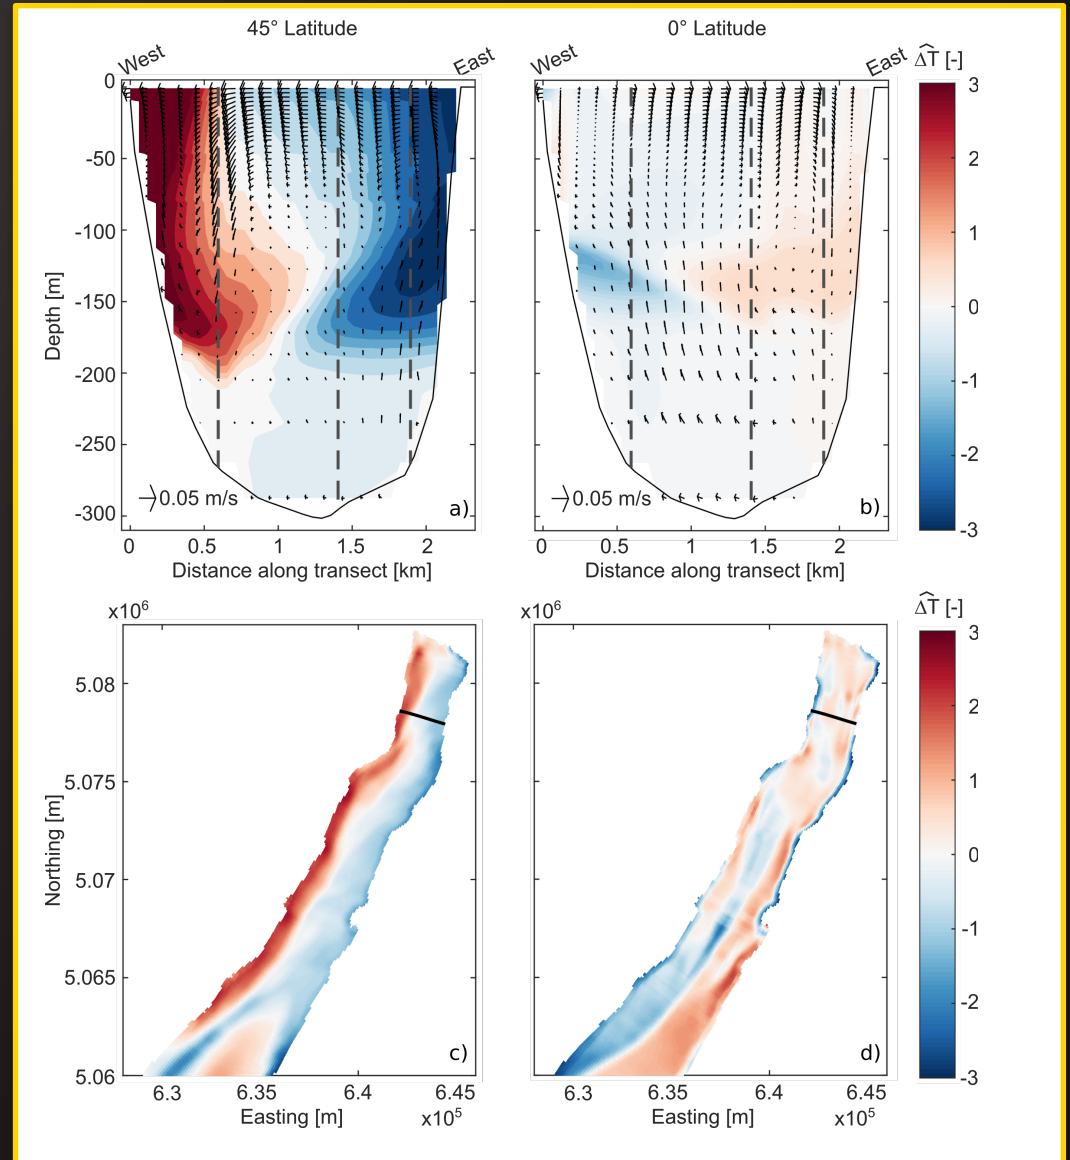 45° Latitude
0° Latitude
West
East
West
East
ΔT [-]
0
-50
-100
-150
-200
-250
-300
Depth [m]
0.05 m/s
a)
0.05 m/s
b)
3
2
1
0
-1
-2
-3
0 0.5 1 1.5 2
0 0.5 1 1.5 2
Distance along transect [km]
Distance along transect [km]
x10⁶
x10⁶
ΔT [-]
5.08
5.075
5.07
5.065
5.06
Northing [m]
c)
d)
3
2
1
0
-1
-2
-3
6.3 6.35 6.4 6.45
6.3 6.35 6.4 6.45
Easting [m]
x10⁵
Easting [m]
x10⁵